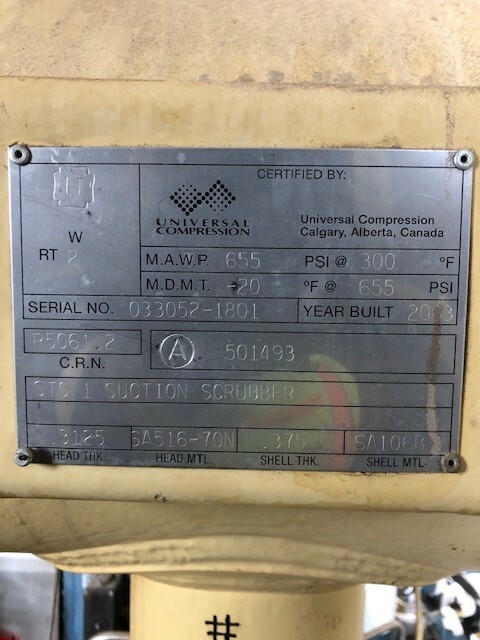 U
W
RT 2
CERTIFIED BY:
UNIVERSAL
COMPRESSION
Universal Compression
Calgary, Alberta, Canada
M.A.W.P. 655 PSI @ 300 °F
M.D.M.T. -20 °F @ 655 PSI
SERIAL NO. 033052-1801 YEAR BUILT 2003
P5061.2
C.R.N.
A 501493
STG 1 SUCTION SCRUBBER
.3125 SA516-70N .375 SA106B
HEAD THK. HEAD MTL. SHELL THK. SHELL MTL.
#